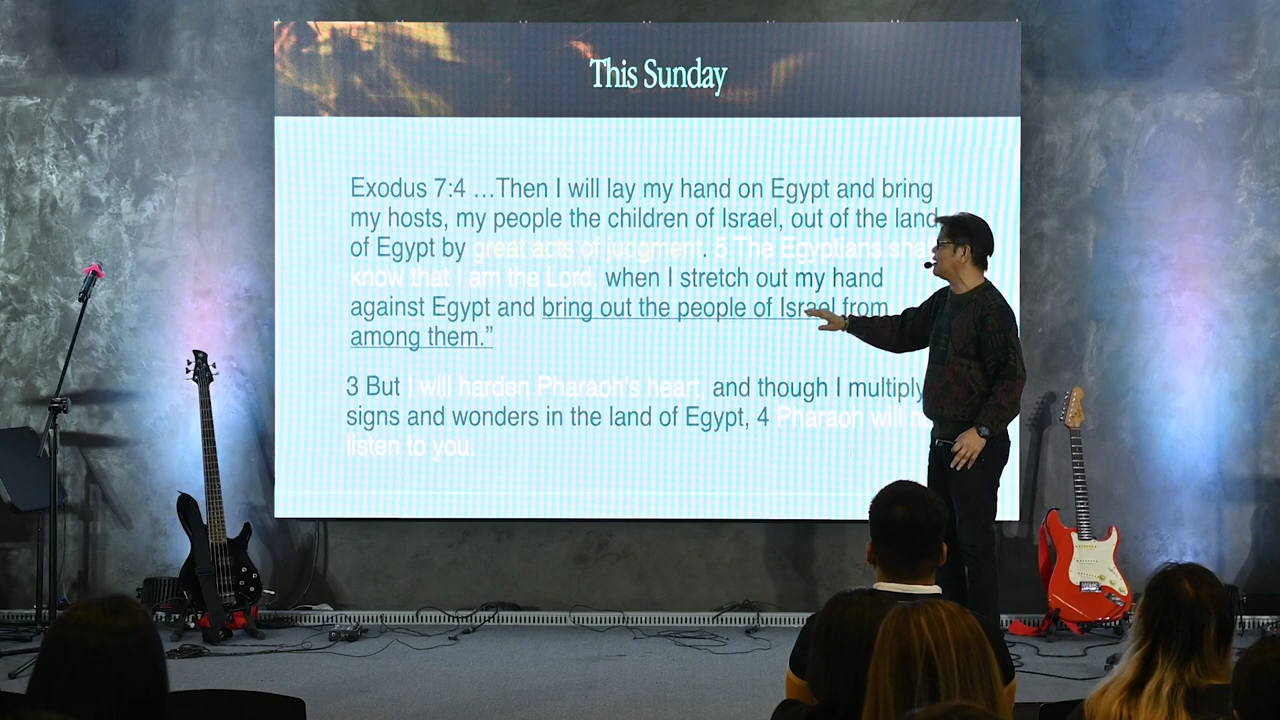 This Sunday
Exodus 7:4 ...Then I will lay my hand on Egypt and bring
my hosts, my people the children of Israel, out of the land
of Egypt by great acts of judgment. 5 The Egyptians
know that I am the Lord, when I stretch out my hand
against Egypt and bring out the people of Israel from
among them.”
3 But I will harden Pharaoh's heart, and though I multiply
signs and wonders in the land of Egypt, 4 Pharaoh will
listen to you.